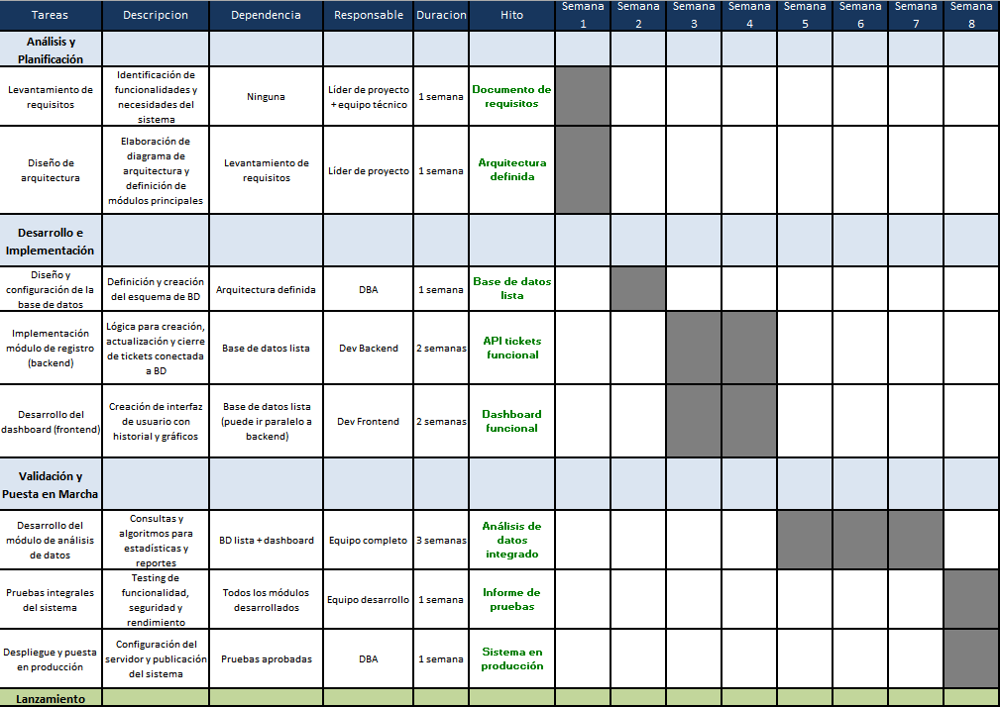 Tareas Descripcion Dependencia Responsable Duracion Hito Semana 1 Semana 2 Semana 3 Semana 4 Semana 5 Semana 6 Semana 7 Semana 8
Análisis y
Planificación
Levantamiento de
requisitos
Identificación de
funcionalidades y
necesidades del
sistema
Ninguna
Líder de proyecto
+ equipo técnico
1 semana
Documento de
requisitos
Diseño de
arquitectura
Elaboración de
diagrama de
arquitectura y
definición de
módulos principales
Levantamiento de
requisitos
Líder de proyecto
1 semana
Arquitectura
definida
Desarrollo e
Implementación
Diseño y
configuración de la
base de datos
Definición y creación
del esquema de BD
Arquitectura definida
DBA
1 semana
Base de datos
lista
Implementación
módulo de registro
(backend)
Lógica para creación,
actualización y cierre
de tickets conectada
a BD
Base de datos lista
Dev Backend
2 semanas
API tickets
funcional
Desarrollo del
dashboard (frontend)
Creación de interfaz
de usuario con
historial y gráficos
Base de datos lista
(puede ir paralelo a
backend)
Dev Frontend
2 semanas
Dashboard
funcional
Validación y
Puesta en Marcha
Desarrollo del
módulo de análisis
de datos
Consultas y
algoritmos para
estadísticas y
reportes
BD lista + dashboard
Equipo completo
3 semanas
Análisis de
datos
integrado
Pruebas integrales
del sistema
Testing de
funcionalidad,
seguridad y
rendimiento
Todos los módulos
desarrollados
Equipo desarrollo
1 semana
Informe de
pruebas
Despliegue y puesta
en producción
Configuración del
servidor y publicación
del sistema
Pruebas aprobadas
DBA
1 semana
Sistema en
producción
Lanzamiento